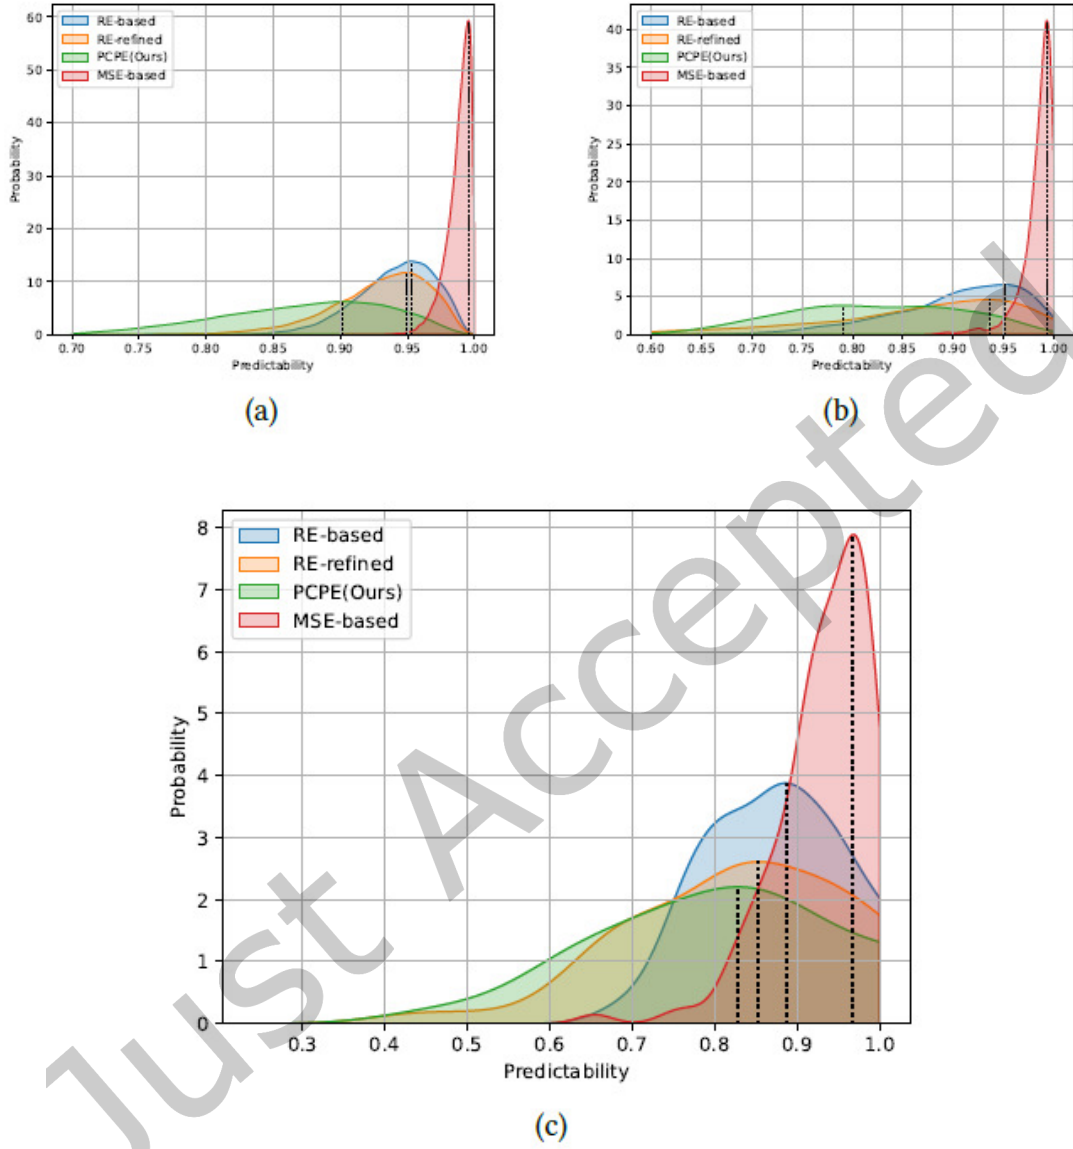 60
50
40
30
20
10
0
Probability
RE-based
RE-refined
PCPE(Ours)
MSE-based
0.70 0.75 0.80 0.85 0.90 0.95 1.00
Predictability
(a)
40
35
30
25
20
15
10
5
0
Probability
RE-based
RE-refined
PCPE(Ours)
MSE-based
0.60 0.65 0.70 0.75 0.80 0.85 0.90 0.95 1.00
Predictability
(b)
8
7
6
5
4
3
2
1
0
Probability
RE-based
RE-refined
PCPE(Ours)
MSE-based
0.3 0.4 0.5 0.6 0.7 0.8 0.9 1.0
Predictability
(c)
Just Accepted